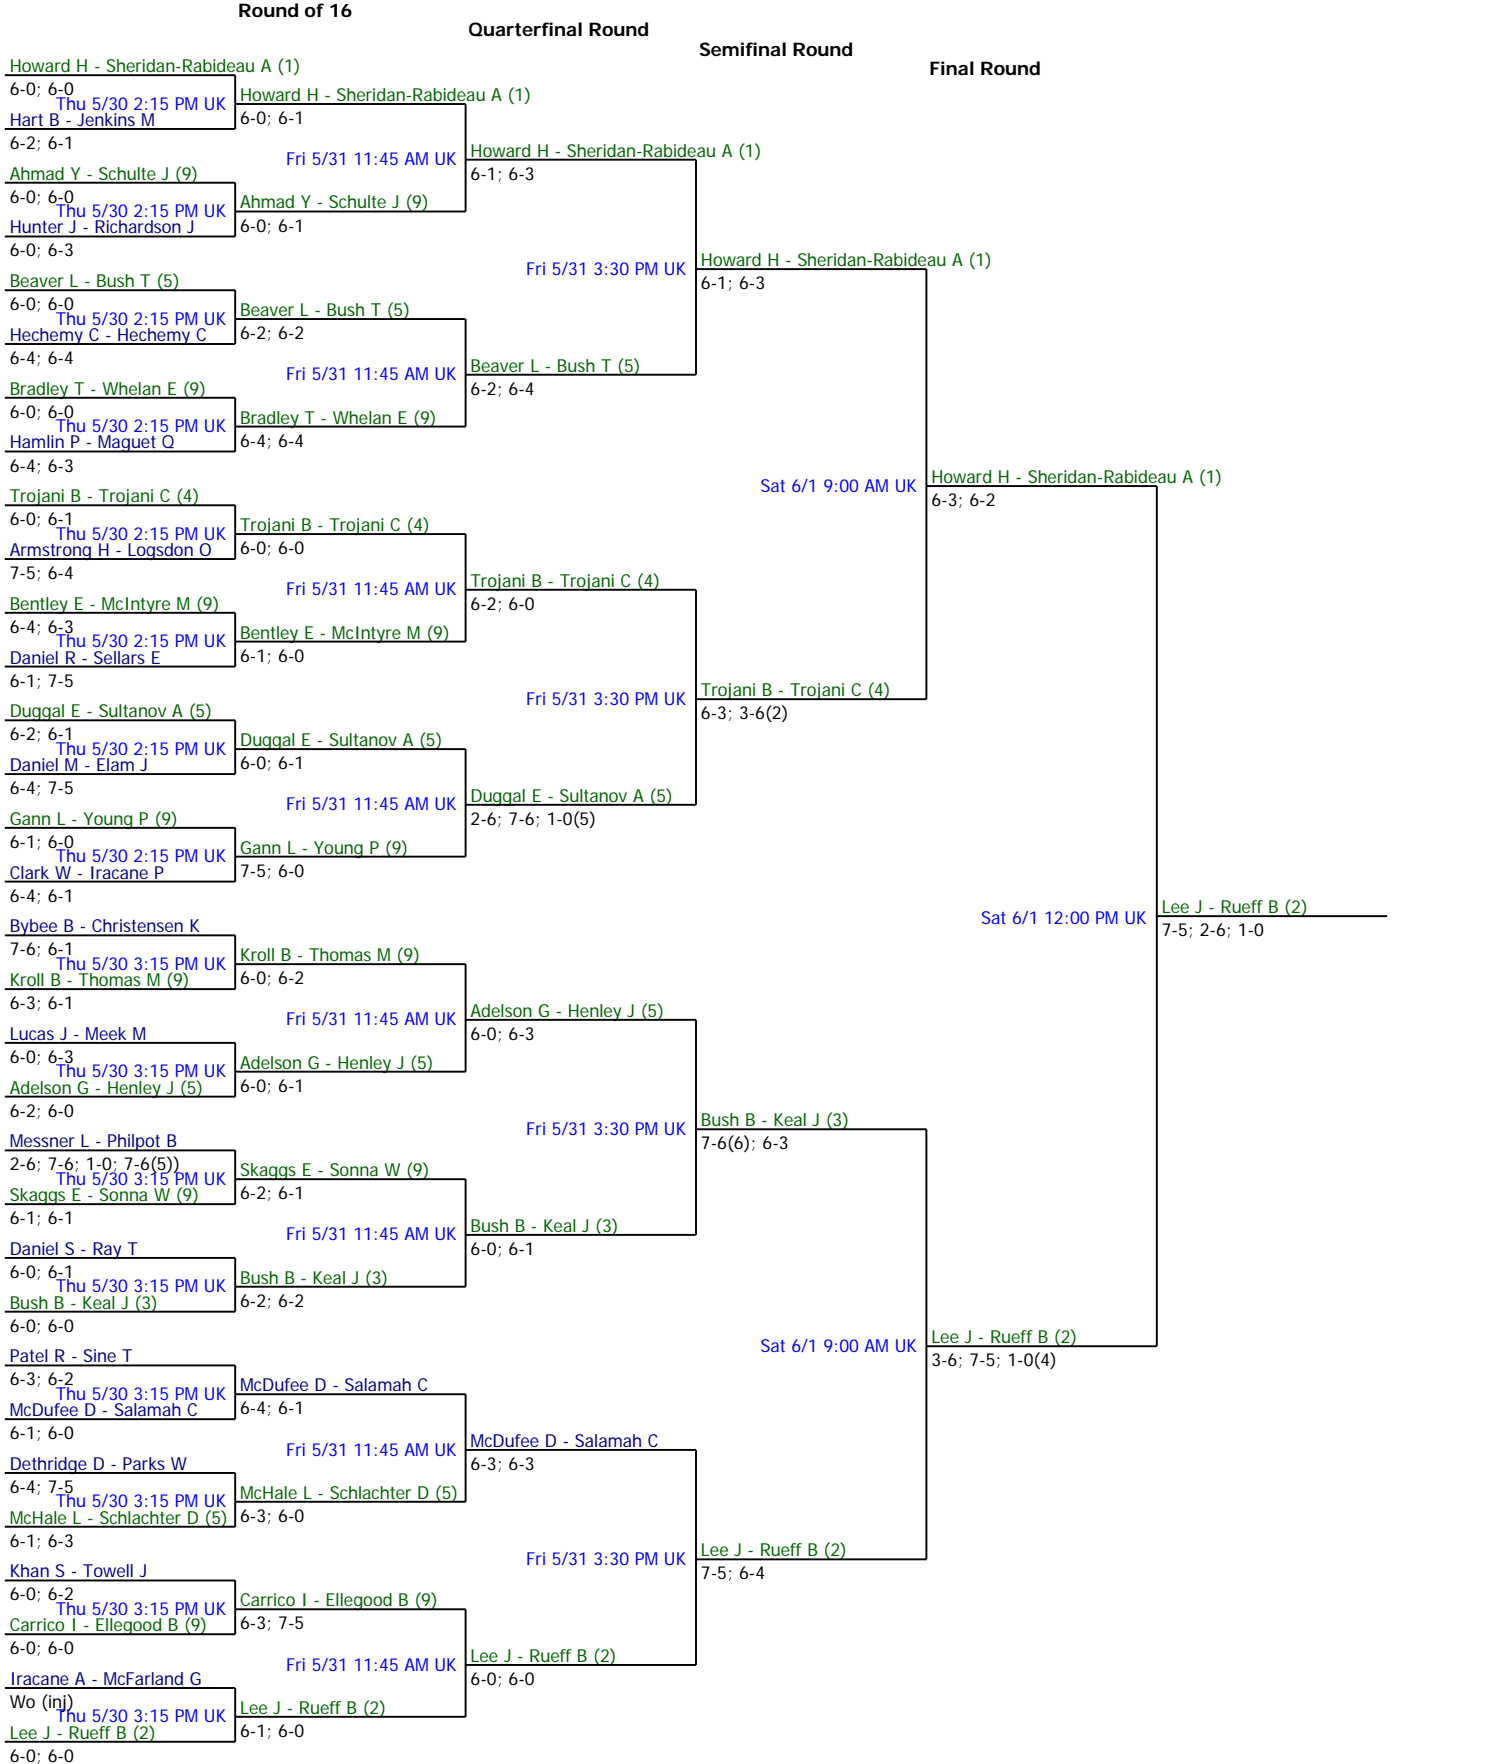 Round of 16
Quarterfinal Round
Semifinal Round
Final Round
Howard H - Sheridan-Rabideau A (1)
6-0; 6-0
Thu 5/30 2:15 PM UK
Howard H - Sheridan-Rabideau A (1)
Hart B - Jenkins M
6-0; 6-1
6-2; 6-1
Fri 5/31 11:45 AM UK
Howard H - Sheridan-Rabideau A (1)
Ahmad Y - Schulte J (9)
6-1; 6-3
6-0; 6-0
Thu 5/30 2:15 PM UK
Ahmad Y - Schulte J (9)
Hunter J - Richardson J
6-0; 6-1
6-0; 6-3
Fri 5/31 3:30 PM UK
Howard H - Sheridan-Rabideau A (1)
Beaver L - Bush T (5)
6-1; 6-3
6-0; 6-0
Thu 5/30 2:15 PM UK
Beaver L - Bush T (5)
Hechemy C - Hechemy C
6-2; 6-2
6-4; 6-4
Fri 5/31 11:45 AM UK
Beaver L - Bush T (5)
Bradley T - Whelan E (9)
6-2; 6-4
6-0; 6-0
Thu 5/30 2:15 PM UK
Bradley T - Whelan E (9)
Hamlin P - Maguet Q
6-4; 6-4
6-4; 6-3
Sat 6/1 9:00 AM UK
Howard H - Sheridan-Rabideau A (1)
Trojani B - Trojani C (4)
6-3; 6-2
6-0; 6-1
Thu 5/30 2:15 PM UK
Trojani B - Trojani C (4)
Armstrong H - Logsdon O
6-0; 6-0
7-5; 6-4
Fri 5/31 11:45 AM UK
Trojani B - Trojani C (4)
Bentley E - McIntyre M (9)
6-2; 6-0
6-4; 6-3
Thu 5/30 2:15 PM UK
Bentley E - McIntyre M (9)
Daniel R - Sellars E
6-1; 6-0
6-1; 7-5
Fri 5/31 3:30 PM UK
Trojani B - Trojani C (4)
Duggal E - Sultanov A (5)
6-3; 3-6(2)
6-2; 6-1
Thu 5/30 2:15 PM UK
Duggal E - Sultanov A (5)
Daniel M - Elam J
6-0; 6-1
6-4; 7-5
Fri 5/31 11:45 AM UK
Duggal E - Sultanov A (5)
Gann L - Young P (9)
2-6; 7-6; 1-0(5)
6-1; 6-0
Thu 5/30 2:15 PM UK
Gann L - Young P (9)
Clark W - Iracane P
7-5; 6-0
6-4; 6-1
Sat 6/1 12:00 PM UK
Lee J - Rueff B (2)
Bybee B - Christensen K
7-5; 2-6; 1-0
7-6; 6-1
Thu 5/30 3:15 PM UK
Kroll B - Thomas M (9)
Kroll B - Thomas M (9)
6-0; 6-2
6-3; 6-1
Fri 5/31 11:45 AM UK
Adelson G - Henley J (5)
Lucas J - Meek M
6-0; 6-3
6-0; 6-3
Thu 5/30 3:15 PM UK
Adelson G - Henley J (5)
Adelson G - Henley J (5)
6-0; 6-1
6-2; 6-0
Fri 5/31 3:30 PM UK
Bush B - Keal J (3)
Messner L - Philpot B
7-6(6); 6-3
2-6; 7-6; 1-0; 7-6(5))
Thu 5/30 3:15 PM UK
Skaggs E - Sonna W (9)
Skaggs E - Sonna W (9)
6-2; 6-1
6-1; 6-1
Fri 5/31 11:45 AM UK
Bush B - Keal J (3)
Daniel S - Ray T
6-0; 6-1
6-0; 6-1
Thu 5/30 3:15 PM UK
Bush B - Keal J (3)
Bush B - Keal J (3)
6-2; 6-2
6-0; 6-0
Sat 6/1 9:00 AM UK
Lee J - Rueff B (2)
Patel R - Sine T
3-6; 7-5; 1-0(4)
6-3; 6-2
Thu 5/30 3:15 PM UK
McDufee D - Salamah C
McDufee D - Salamah C
6-4; 6-1
6-1; 6-0
Fri 5/31 11:45 AM UK
McDufee D - Salamah C
Dethridge D - Parks W
6-3; 6-3
6-4; 7-5
Thu 5/30 3:15 PM UK
McHale L - Schlachter D (5)
McHale L - Schlachter D (5)
6-3; 6-0
6-1; 6-3
Fri 5/31 3:30 PM UK
Lee J - Rueff B (2)
Khan S - Towell J
7-5; 6-4
6-0; 6-2
Thu 5/30 3:15 PM UK
Carrico I - Ellegood B (9)
Carrico I - Ellegood B (9)
6-3; 7-5
6-0; 6-0
Fri 5/31 11:45 AM UK
Lee J - Rueff B (2)
Iracane A - McFarland G
6-0; 6-0
Wo (inj)
Thu 5/30 3:15 PM UK
Lee J - Rueff B (2)
Lee J - Rueff B (2)
6-1; 6-0
6-0; 6-0